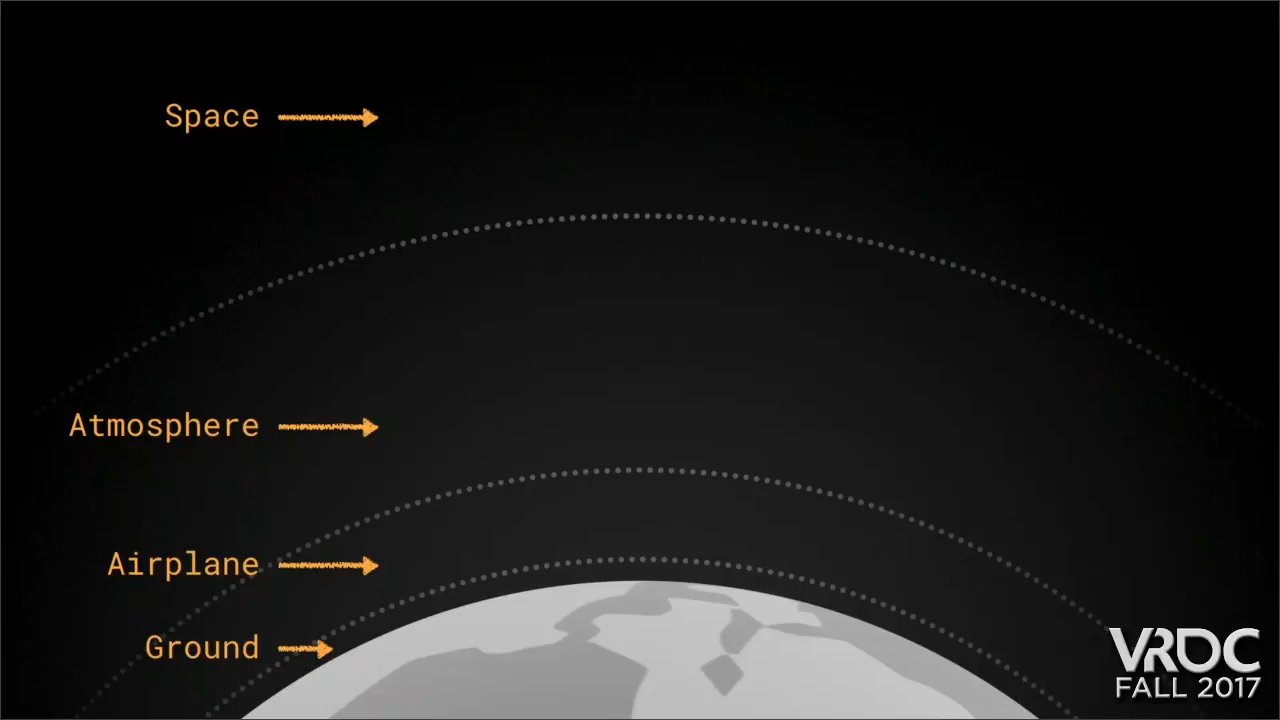 Space
Atmosphere
Airplane
Ground
VRDC
FALL 2017